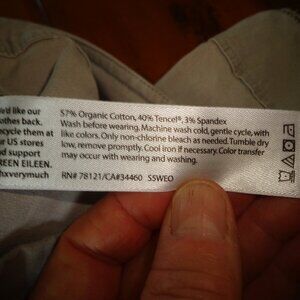 e'd like our
othes back.
cycle them at
ur US stores
nd support
REEN EILEEN.
hxverymuch
57% Organic Cotton, 40% Tencel®, 3% Spandex
Wash before wearing. Machine wash cold, gentle cycle, with
like colors. Only non-chlorine bleach as needed. Tumble dry
low, remove promptly. Cool iron if necessary. Color transfer
may occur with wearing and washing.
RN# 78121/CA#34460 S5WEO